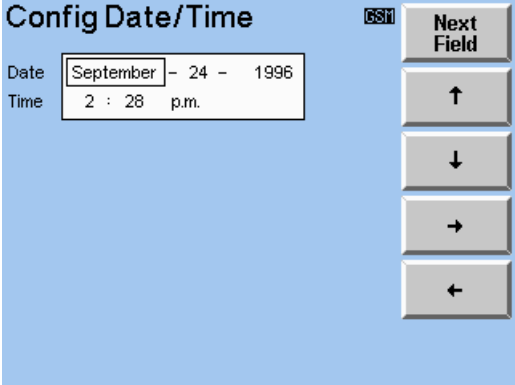 Config Date/Time
GSM
Next
Field
Date September - 24 - 1996
Time 2 : 28 p.m.
↑
↓
→
←